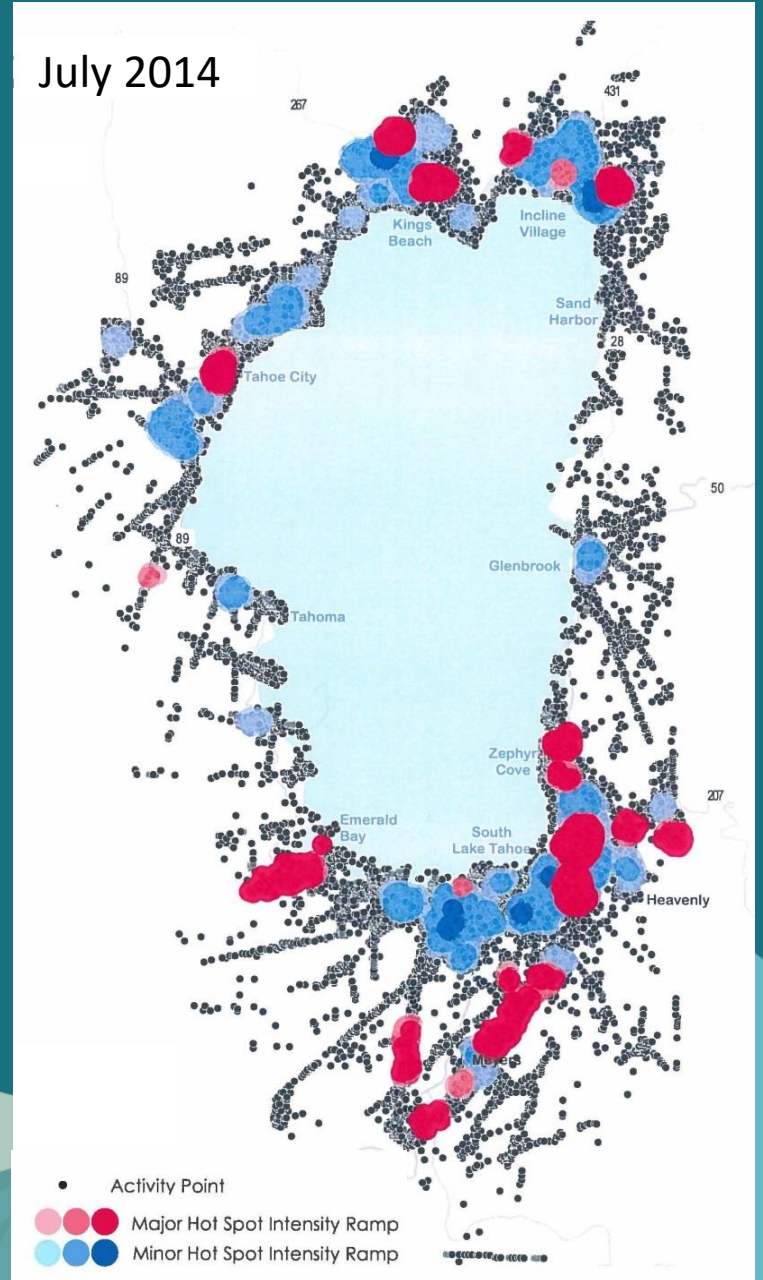 July 2014
267
431
Kings
Beach
Incline
Village
89
Sand
Harbor
28
Tahoe City
50
89
Glenbrook
Tahoma
Zephyr
Cove
207
Emerald
Bay
South
Lake Tahoe
Heavenly
Meyers
Activity Point
Major Hot Spot Intensity Ramp
Minor Hot Spot Intensity Ramp